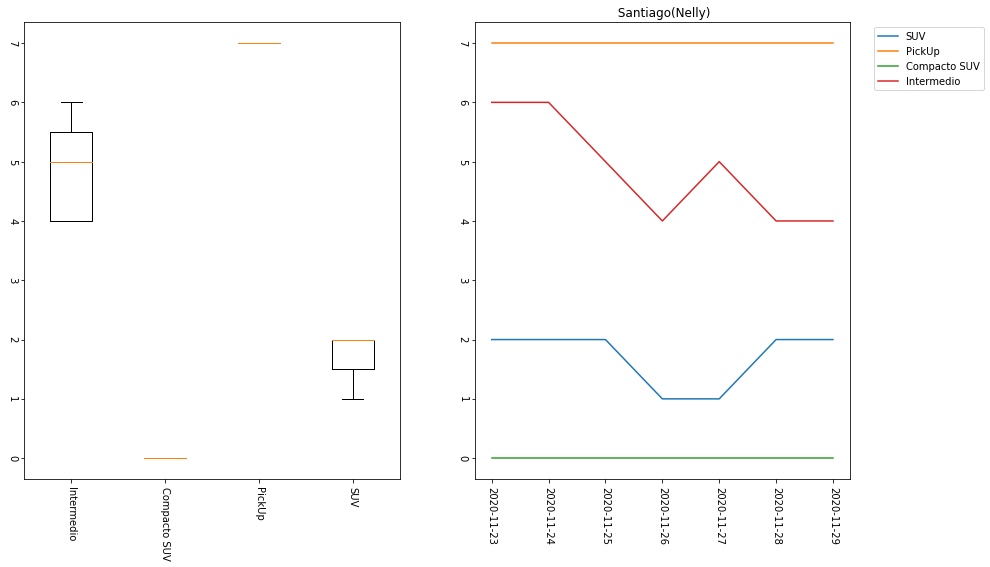 Santiago(Nelly)
7
6
5
4
3
2
1
0
Intermedio
Compacto SUV
PickUp
SUV
7
6
5
4
3
2
1
0
2020-11-23
2020-11-24
2020-11-25
2020-11-26
2020-11-27
2020-11-28
2020-11-29
SUV
PickUp
Compacto SUV
Intermedio